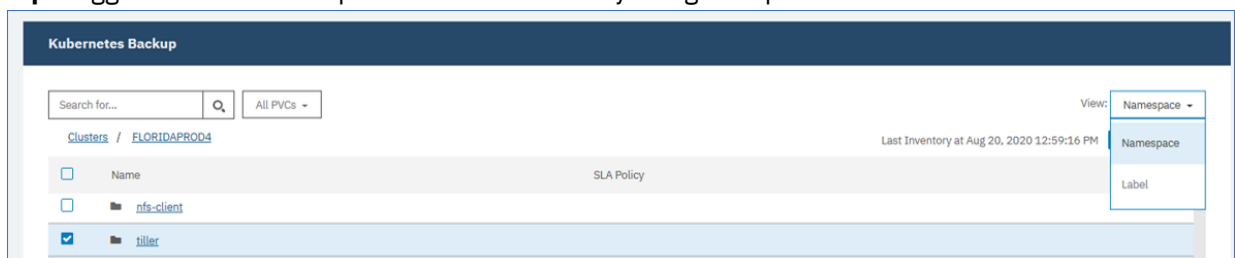 Kubernetes Backup
Search for... All PVCs View: Namespace
Clusters / FLORIDAPROD4 Last Inventory at Aug 20, 2020 12:59:16 PM Namespace
Name SLA Policy
Label
nfs-client
tiller